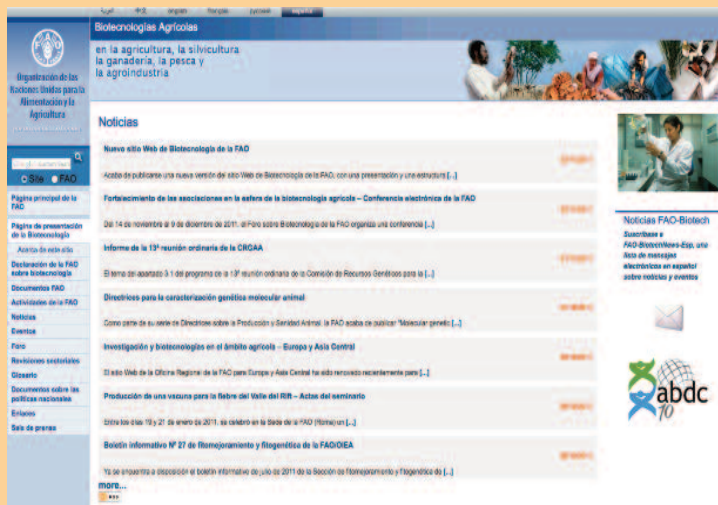 العربية
中文
english
français
русский
español
FAO
Organización de las
Naciones Unidas para la
Alimentación y la
Agricultura
Biotecnologías Agrícolas
en la agricultura, la silvicultura
la ganadería, la pesca y
la agroindustria
Site FAO
Página principal de la
FAO
Página de presentación
de la Biotecnología
Acerca de este sitio
Declaración de la FAO
sobre biotecnología
Documentos FAO
Actividades de la FAO
Noticias
Eventos
Foro
Revisiones sectoriales
Glosario
Documentos sobre las
políticas nacionales
Enlaces
Sala de prensa
Noticias
Nuevo sitio Web de Biotecnología de la FAO
Acaba de publicarse una nueva versión del sitio Web de Biotecnología de la FAO, con una presentación y una estructura [...]
Fortalecimiento de las asociaciones en la esfera de la biotecnología agrícola – Conferencia electrónica de la FAO
Del 14 de noviembre al 9 de diciembre de 2011, el Foro sobre Biotecnología de la FAO organiza una conferencia [...]
Informe de la 13ª reunión ordinaria de la CRGAA
El tema del apartado 3.1 del programa de la 13ª reunión ordinaria de la Comisión de Recursos Genéticos para la [...]
Directrices para la caracterización genética molecular animal
Como parte de su serie de Directrices sobre la Producción y Sanidad Animal, la FAO acaba de publicar "Molecular genetic [...]
Investigación y biotecnologías en el ámbito agrícola – Europa y Asia Central
El sitio Web de la Oficina Regional de la FAO para Europa y Asia Central ha sido renovado recientemente para [...]
Producción de una vacuna para la fiebre del Valle del Rift – Actas del seminario
Entre los días 19 y 21 de enero de 2011, se celebró en la Sede de la FAO (Roma) un [...]
Boletín informativo Nº 27 de fitomejoramiento y fitogenética de la FAO/OIEA
Ya se encuentra a disposición el boletín informativo de julio de 2011 de la Sección de fitomejoramiento y fitogenética de [...]
more...
RSS
Noticias FAO-Biotech
Suscríbase a
FAO-BiotechNews-Esp, una
lista de mensajes
electrónicos en español
sobre noticias y eventos
abdc
10